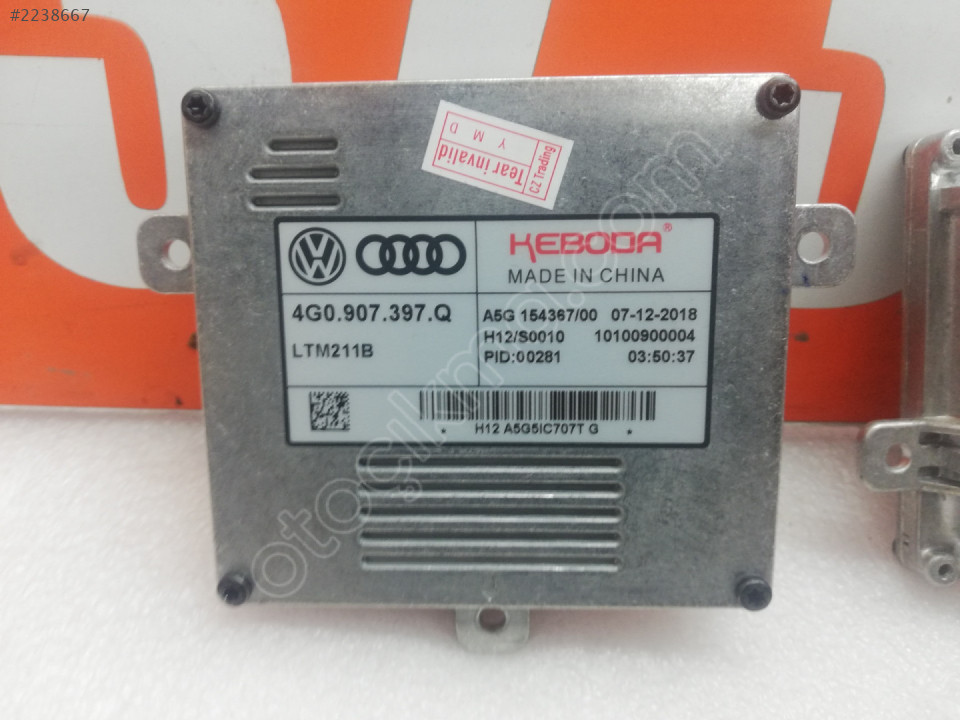 #2238667
Tear invalid
Y M D
CZ Trading
KEBODA®
MADE IN CHINA
4G0.907.397.Q
LTM211B
A5G 154367/00 07-12-2018
H12/S0010 10100900004
PID:00281 03:50:37
H12 A5G5IC707T G
otoçıkma.com